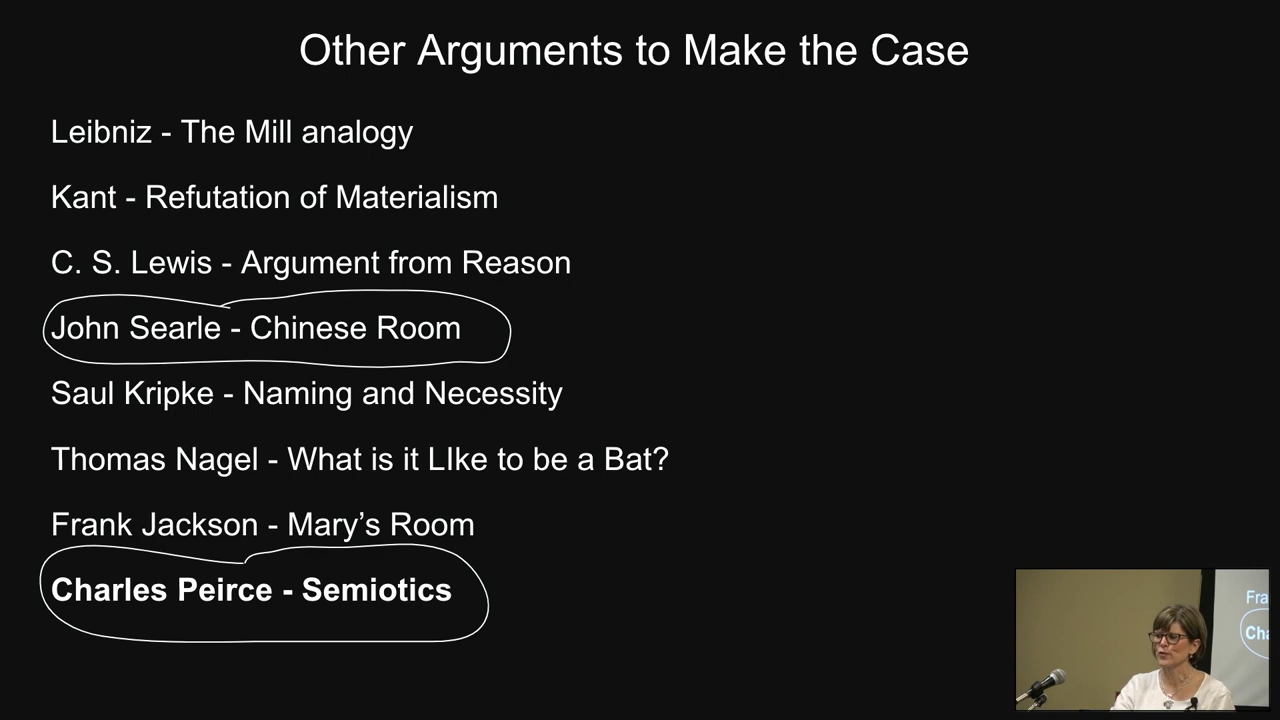 Other Arguments to Make the Case
Leibniz - The Mill analogy
Kant - Refutation of Materialism
C. S. Lewis - Argument from Reason
John Searle - Chinese Room
Saul Kripke - Naming and Necessity
Thomas Nagel - What is it LIke to be a Bat?
Frank Jackson - Mary’s Room
Charles Peirce - Semiotics
Fra
Cha